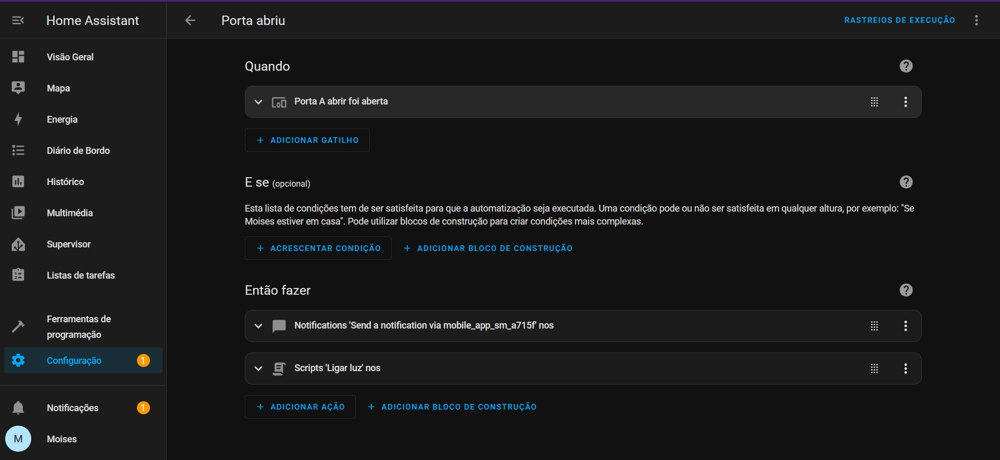 Home Assistant
Visão Geral
Mapa
Energia
Diário de Bordo
Histórico
Multimédia
Supervisor
Listas de tarefas
Ferramentas de
programação
Configuração 1
Notificações 1
M Moises
Porta abriu
RASTREIOS DE EXECUÇÃO
Quando
Porta A abrir foi aberta
ADICIONAR GATILHO
E se (opcional)
Esta lista de condições tem de ser satisfeita para que a automatização seja executada. Uma condição pode ou não ser satisfeita em qualquer altura, por exemplo: "Se
Moises estiver em casa". Pode utilizar blocos de construção para criar condições mais complexas.
ACRESCENTAR CONDIÇÃO ADICIONAR BLOCO DE CONSTRUÇÃO
Então fazer
Notifications 'Send a notification via mobile_app_sm_a715f' nos
Scripts 'Ligar luz' nos
ADICIONAR AÇÃO ADICIONAR BLOCO DE CONSTRUÇÃO